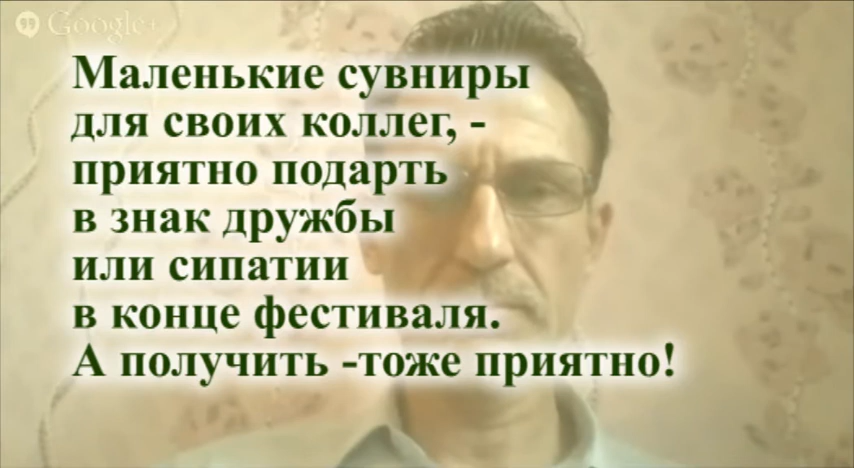 Google+
Маленькие сувниры
для своих коллег, -
приятно подарть
в знак дружбы
или сипатии
в конце фестиваля.
А получить -тоже приятно!